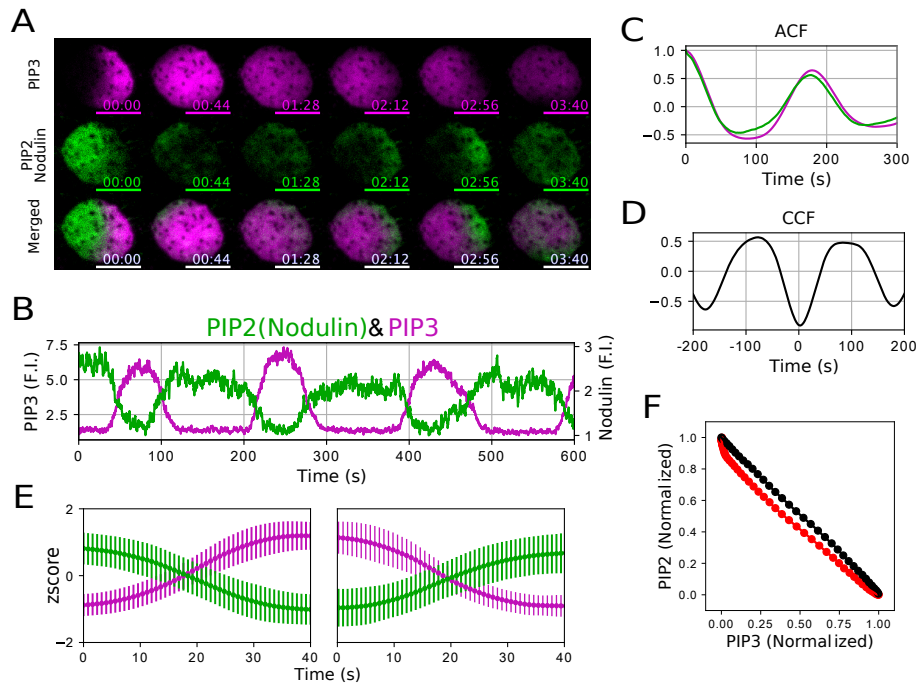 A
PIP3
00:00 00:44 01:28 02:12 02:56 03:40
PIP2
Nodulin
00:00 00:44 01:28 02:12 02:56 03:40
Merged
00:00 00:44 01:28 02:12 02:56 03:40
B
PIP2(Nodulin)&PIP3
PIP3 (F.I.)
7.5
5.0
2.5
3
2
1
Nodulin (F.I.)
0 100 200 300 400 500 600
Time (s)
C
ACF
1.0
0.5
0.0
−0.5
0 100 200 300
Time (s)
D
CCF
0.5
0.0
−0.5
-200 -100 0 100 200
Time (s)
E
zscore
2
0
−2
0 10 20 30 40
0 10 20 30 40
Time (s)
F
PIP2 (Normalized)
1.0
0.8
0.6
0.4
0.2
0.0
0.00 0.25 0.50 0.75 1.00
PIP3 (Normalized)